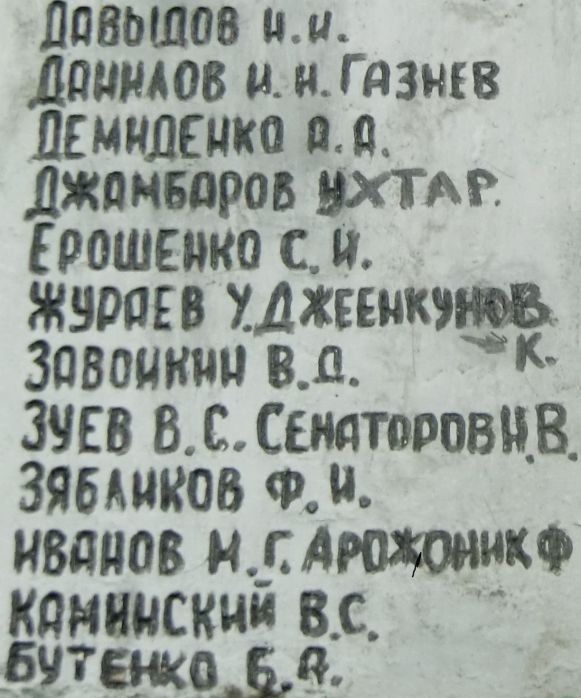 ДАВЫДОВ И.И.
ДАНИЛОВ И.И. ГАЗНЕВ
ДЕМИДЕНКО А.А.
ДЖАМБАРОВ УХТАР.
ЕРОШЕНКО С.И.
ЖУРАЕВ У. ДЖЕЕНКУНОВ
К.
ЗАВОЙКИН В.Д.
ЗУЕВ В.С. СЕНАТОРОВ И.В.
ЗЯБЛИКОВ Ф.И.
ИВАНОВ М.Г. АРОЖОНИК Ф
КАМИНСКИЙ В.С.
БУТЕНКО Б.А.